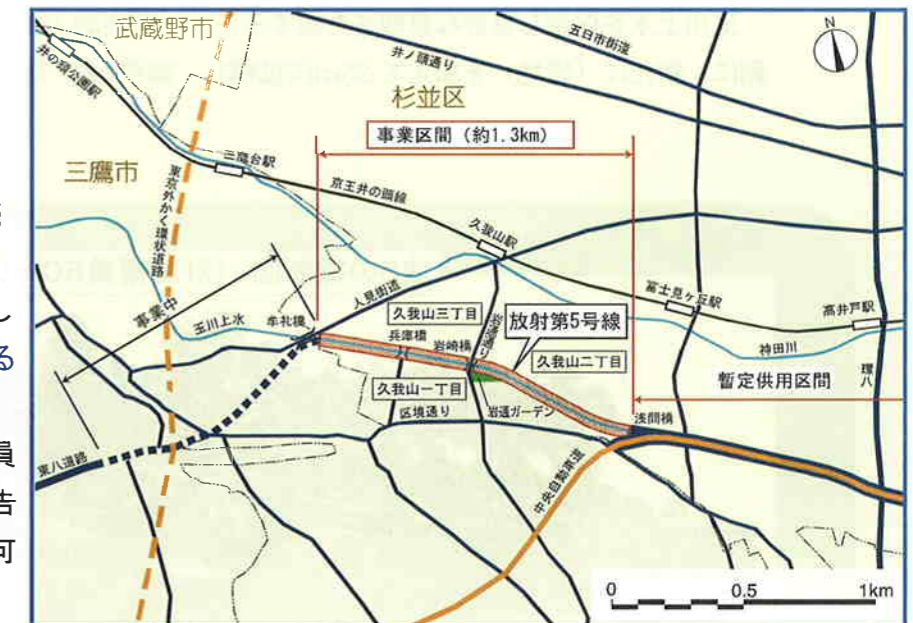 武蔵野市
井の頭公園駅
井ノ頭通り
五日市街道
N
杉並区
事業区間（約1.3km）
三鷹市
三鷹台駅
東京外かく環状道路
京王井の頭線
久我山駅
人見街道
富士見ヶ丘駅
高井戸駅
神田川
環八
事業中
玉川上水
牟礼橋
久我山三丁目
兵庫橋
岩崎橋
岩通通り
放射第5号線
久我山二丁目
暫定供用区間
久我山一丁目
区境通り
岩通ガーデン
浅間橋
東八道路
中央自動車道
0 0.5 1km
し
る
員
告
可